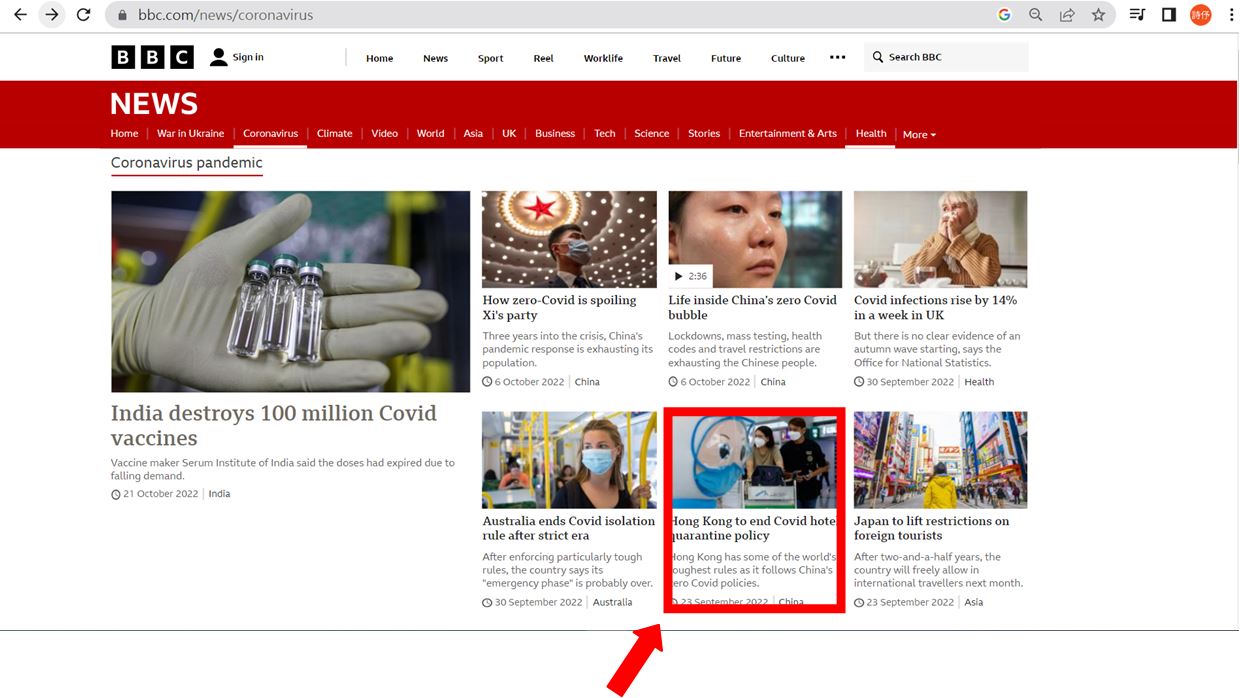 bbc.com/news/coronavirus
詩伃
BBC Sign in Home News Sport Reel Worklife Travel Future Culture Search BBC
NEWS
Home War in Ukraine Coronavirus Climate Video World Asia UK Business Tech Science Stories Entertainment & Arts Health More
Coronavirus pandemic
India destroys 100 million Covid
vaccines
Vaccine maker Serum Institute of India said the doses had expired due to
falling demand.
21 October 2022 India
How zero-Covid is spoiling
Xi's party
Three years into the crisis, China's
pandemic response is exhausting its
population.
6 October 2022 China
2:36
Life inside China's zero Covid
bubble
Lockdowns, mass testing, health
codes and travel restrictions are
exhausting the Chinese people.
6 October 2022 China
Covid infections rise by 14%
in a week in UK
But there is no clear evidence of an
autumn wave starting, says the
Office for National Statistics.
30 September 2022 Health
Australia ends Covid isolation
rule after strict era
After enforcing particularly tough
rules, the country says its
"emergency phase" is probably over.
30 September 2022 Australia
Hong Kong to end Covid hotel
quarantine policy
Hong Kong has some of the world's
toughest rules as it follows China's
zero Covid policies.
23 September 2022 China
Japan to lift restrictions on
foreign tourists
After two-and-a-half years, the
country will freely allow in
international travellers next month.
23 September 2022 Asia